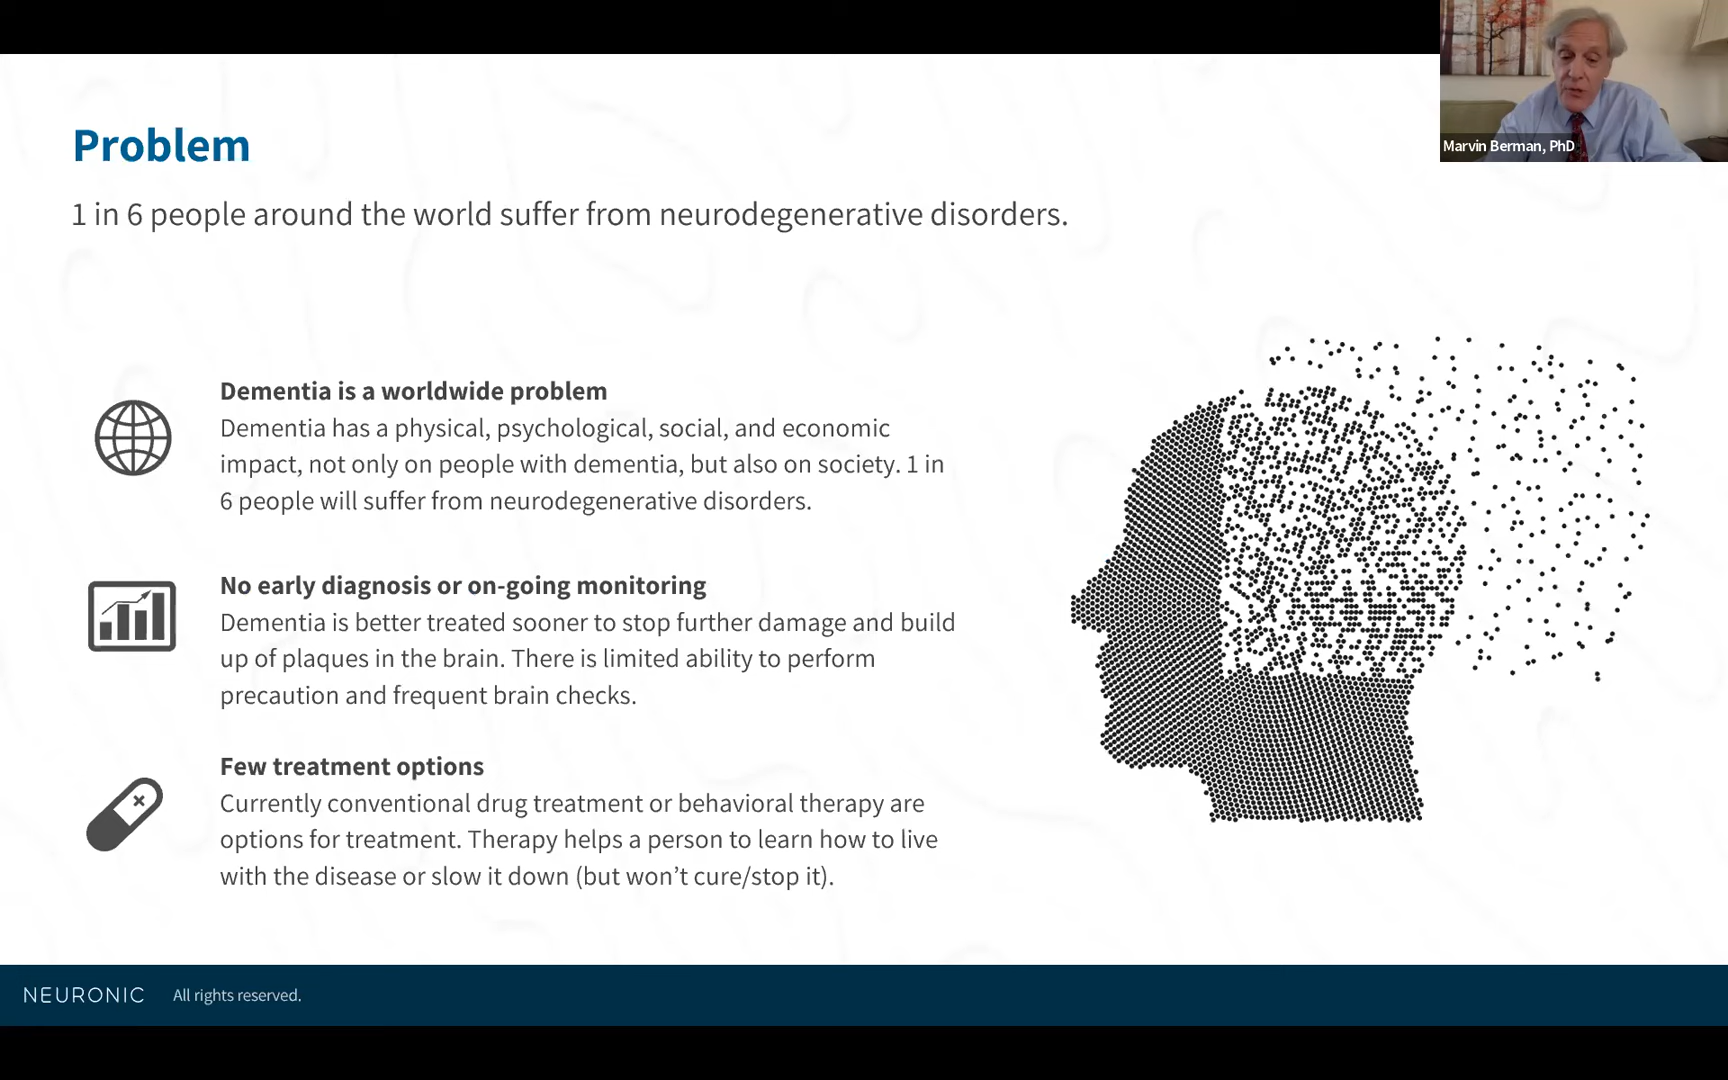 Marvin Berman, PhD
Problem
1 in 6 people around the world suffer from neurodegenerative disorders.
Dementia is a worldwide problem
Dementia has a physical, psychological, social, and economic
impact, not only on people with dementia, but also on society. 1 in
6 people will suffer from neurodegenerative disorders.
No early diagnosis or on-going monitoring
Dementia is better treated sooner to stop further damage and build
up of plaques in the brain. There is limited ability to perform
precaution and frequent brain checks.
Few treatment options
Currently conventional drug treatment or behavioral therapy are
options for treatment. Therapy helps a person to learn how to live
with the disease or slow it down (but won’t cure/stop it).
NEURONIC All rights reserved.